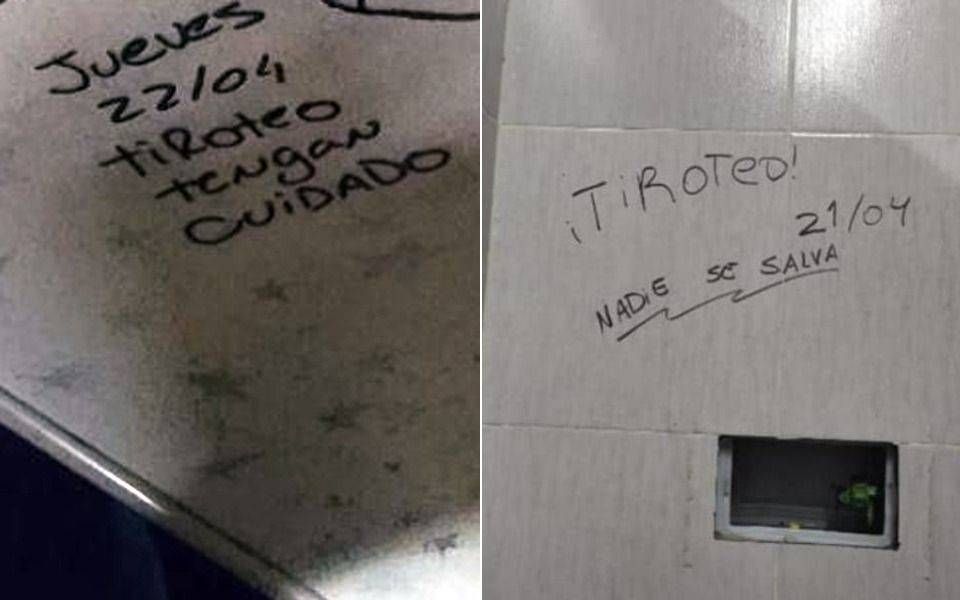 Jueves
22/04
tiRoteo
tengan
CUiDADO
¡TiROTeO!
21/04
NADiE SE SALVA